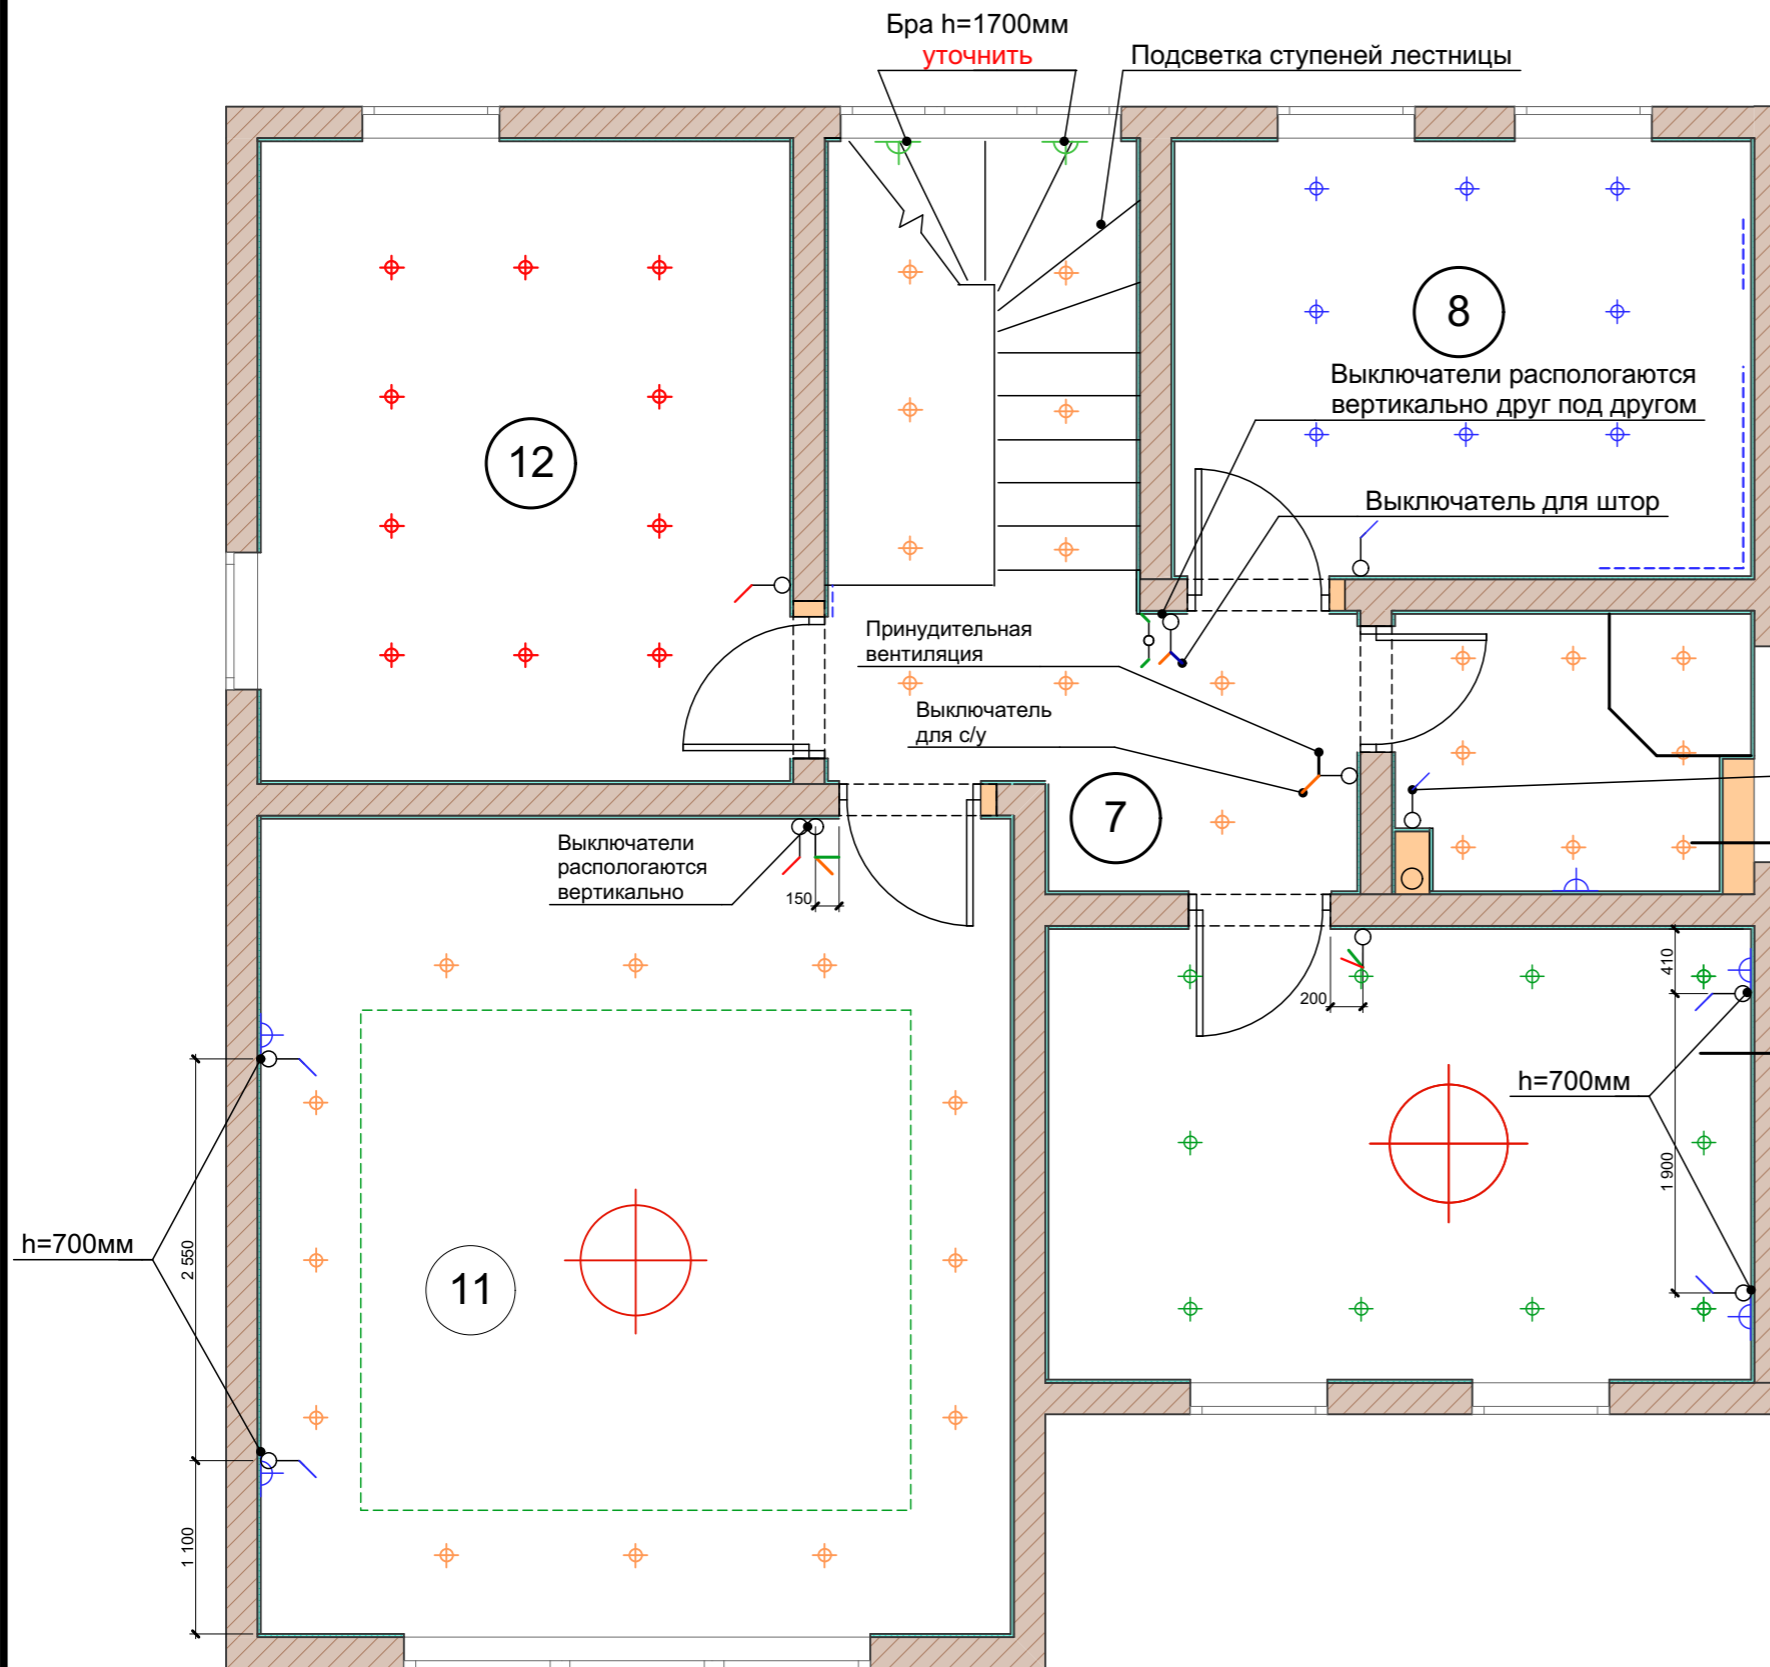 Бра h=1700мм
уточнить
Подсветка ступеней лестницы
8
Выключатели распологаются
вертикально друг под другом
12
Выключатель для штор
Принудительная
вентиляция
Выключатель
для с/у
7
Выключатели
распологаются
вертикально
150
200
410
1 900
h=700мм
h=700мм
2 550
11
1 100